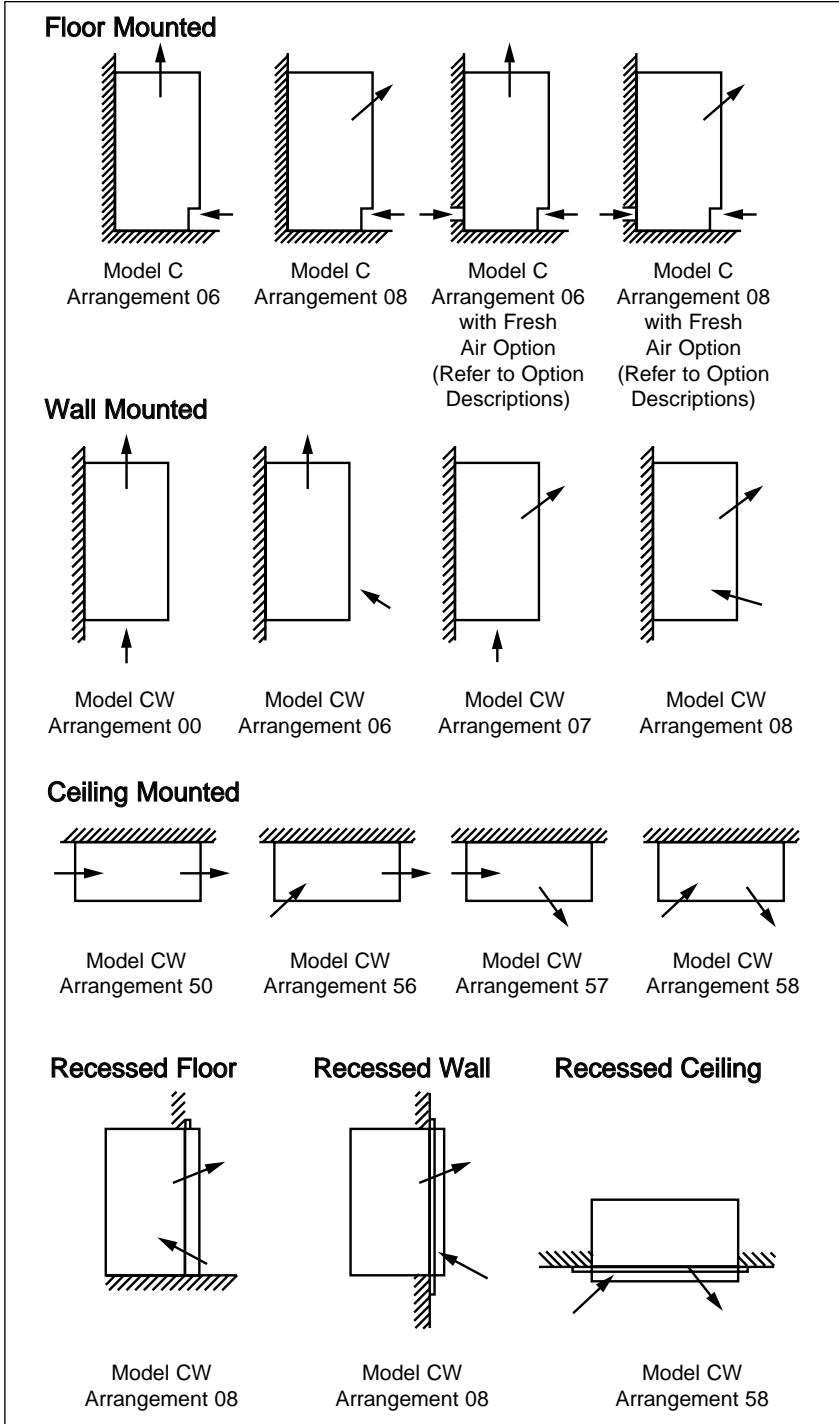 Floor Mounted
Model C
Arrangement 06
Model C
Arrangement 08
Model C
Arrangement 06
with Fresh
Air Option
(Refer to Option
Descriptions)
Model C
Arrangement 08
with Fresh
Air Option
(Refer to Option
Descriptions)
Wall Mounted
Model CW
Arrangement 00
Model CW
Arrangement 06
Model CW
Arrangement 07
Model CW
Arrangement 08
Ceiling Mounted
Model CW
Arrangement 50
Model CW
Arrangement 56
Model CW
Arrangement 57
Model CW
Arrangement 58
Recessed Floor
Model CW
Arrangement 08
Recessed Wall
Model CW
Arrangement 08
Recessed Ceiling
Model CW
Arrangement 58